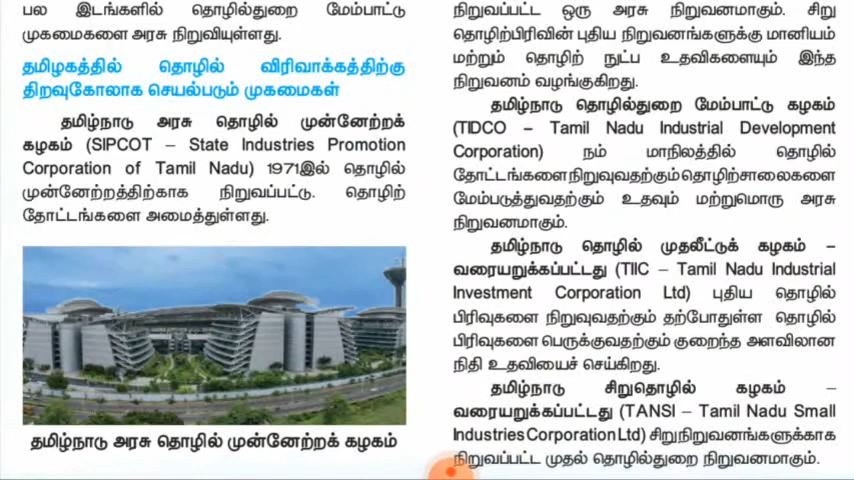 பல இடங்களில் தொழில்துறை மேம்பாட்டு
முகமைகளை அரசு நிறுவியுள்ளது.
தமிழகத்தில் தொழில் விரிவாக்கத்திற்கு
திறவுகோலாக செயல்படும் முகமைகள்
தமிழ்நாடு அரசு தொழில் முன்னேற்றக்
கழகம் (SIPCOT – State Industries Promotion
Corporation of Tamil Nadu) 1971இல் தொழில்
முன்னேற்றத்திற்காக நிறுவப்பட்டு. தொழிற்
தோட்டங்களை அமைத்துள்ளது.
தமிழ்நாடு அரசு தொழில் முன்னேற்றக் கழகம்
நிறுவப்பட்ட ஒரு அரசு நிறுவனமாகும். சிறு
தொழிற்பிரிவின் புதிய நிறுவனங்களுக்கு மானியம்
மற்றும் தொழிற் நுட்ப உதவிகளையும் இந்த
நிறுவனம் வழங்குகிறது.
தமிழ்நாடு தொழில்துறை மேம்பாட்டு கழகம்
(TIDCO – Tamil Nadu Industrial Development
Corporation) நம் மாநிலத்தில் தொழில்
தோட்டங்களை நிறுவுவதற்கும் தொழிற்சாலைகளை
மேம்படுத்துவதற்கும் உதவும் மற்றுமொரு அரசு
நிறுவனமாகும்.
தமிழ்நாடு தொழில் முதலீட்டுக் கழகம் –
வரையறுக்கப்பட்டது (TIIC – Tamil Nadu Industrial
Investment Corporation Ltd) புதிய தொழில்
பிரிவுகளை நிறுவுவதற்கும் தற்போதுள்ள தொழில்
பிரிவுகளை பெருக்குவதற்கும் குறைந்த அளவிலான
நிதி உதவியைச் செய்கிறது.
தமிழ்நாடு சிறுதொழில் கழகம் –
வரையறுக்கப்பட்டது (TANSI – Tamil Nadu Small
Industries Corporation Ltd) சிறுநிறுவனங்களுக்காக
நிறுவப்பட்ட முதல் தொழில்துறை நிறுவனமாகும்.